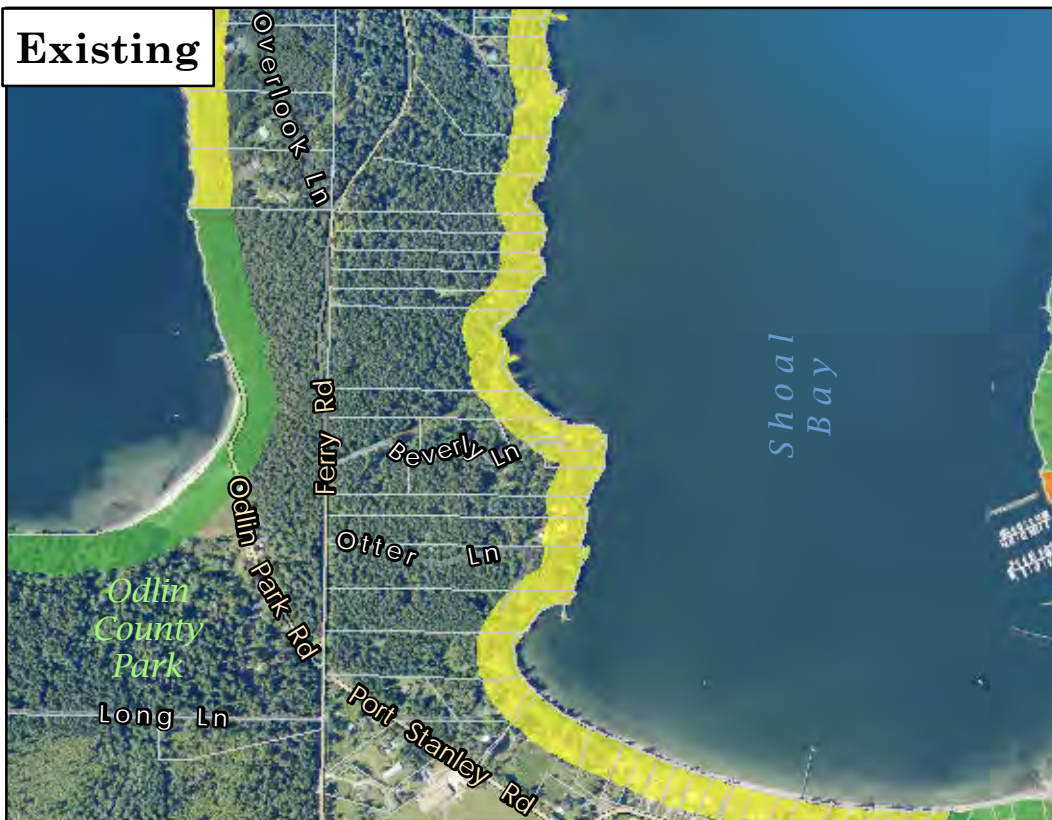 Existing
Overlook Ln
Shoal
Bay
Ferry Rd
Beverly Ln
Odlin Park Rd
Otter Ln
Odlin
County
Park
Long Ln
Port Stanley Rd